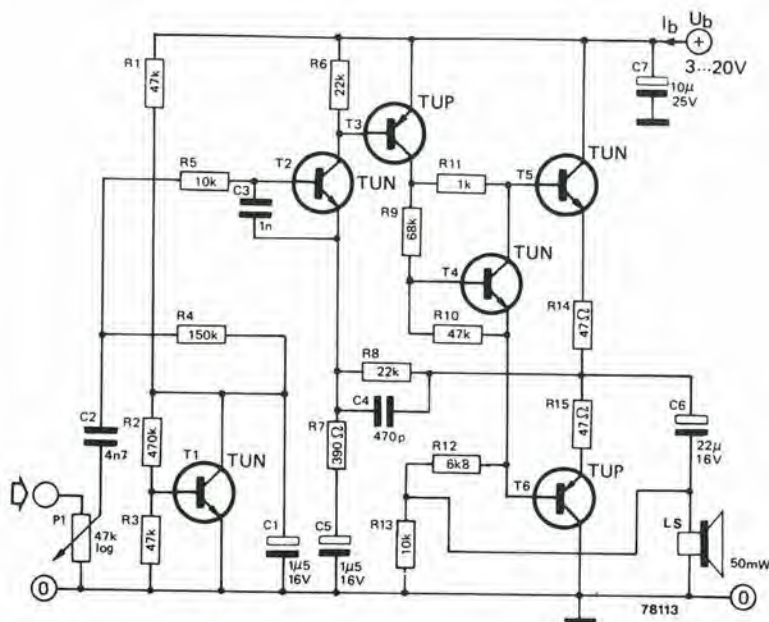 Ib
Ub
+
3...20V
R1
47k
R6
22k
C7
10µ
25V
TUP
T3
R5
10k
T2
TUN
C3
1n
R11
1k
T5
TUN
R9
68k
T4
TUN
R4
150k
R10
47k
R14
47Ω
R8
22k
C4
470p
C2
4n7
R2
470k
T1
TUN
R7
390Ω
R15
47Ω
C6
22µ
16V
R12
6k8
TUP
T6
P1
47k
log
R3
47k
C1
1µ5
16V
C5
1µ5
16V
R13
10k
LS
50mW
0
78113
0